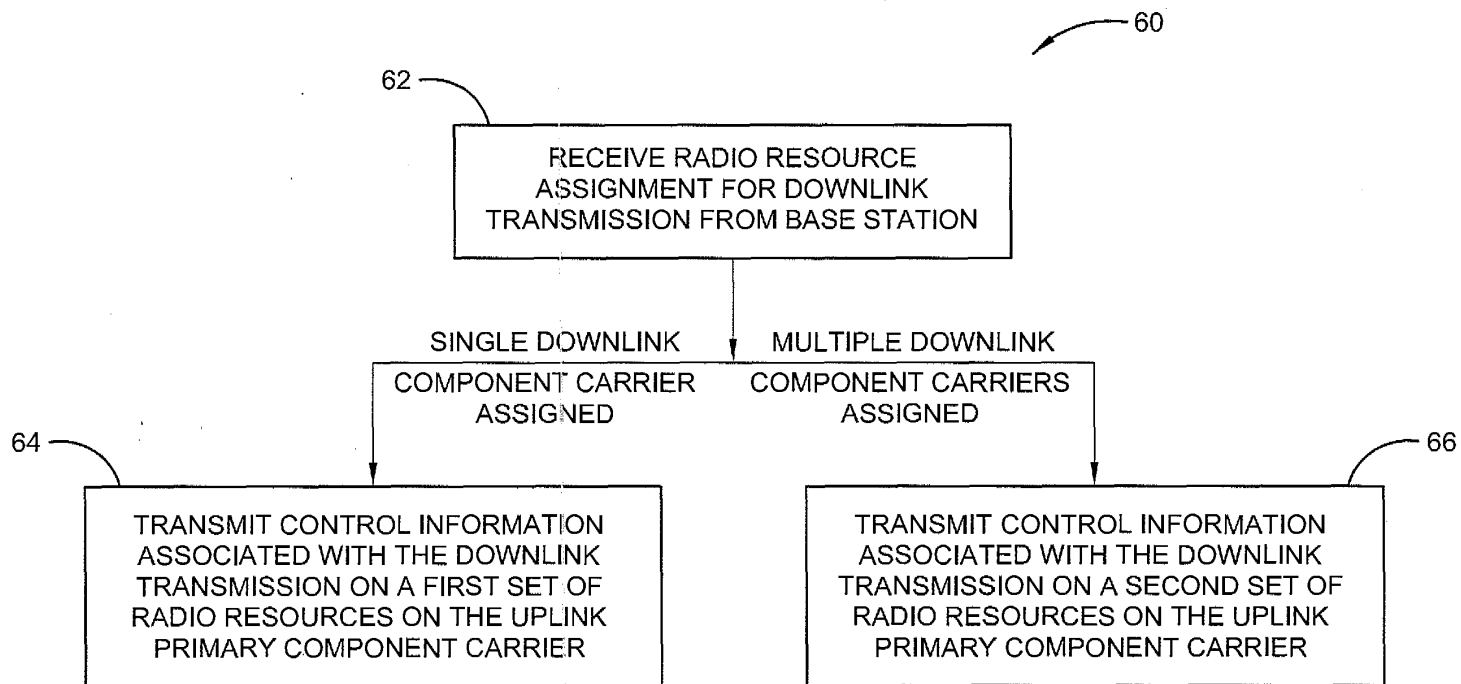 60
62
RECEIVE RADIO RESOURCE
ASSIGNMENT FOR DOWNLINK
TRANSMISSION FROM BASE STATION
SINGLE DOWNLINK
COMPONENT CARRIER
ASSIGNED
MULTIPLE DOWNLINK
COMPONENT CARRIERS
ASSIGNED
64
TRANSMIT CONTROL INFORMATION
ASSOCIATED WITH THE DOWNLINK
TRANSMISSION ON A FIRST SET OF
RADIO RESOURCES ON THE UPLINK
PRIMARY COMPONENT CARRIER
66
TRANSMIT CONTROL INFORMATION
ASSOCIATED WITH THE DOWNLINK
TRANSMISSION ON A SECOND SET OF
RADIO RESOURCES ON THE UPLINK
PRIMARY COMPONENT CARRIER